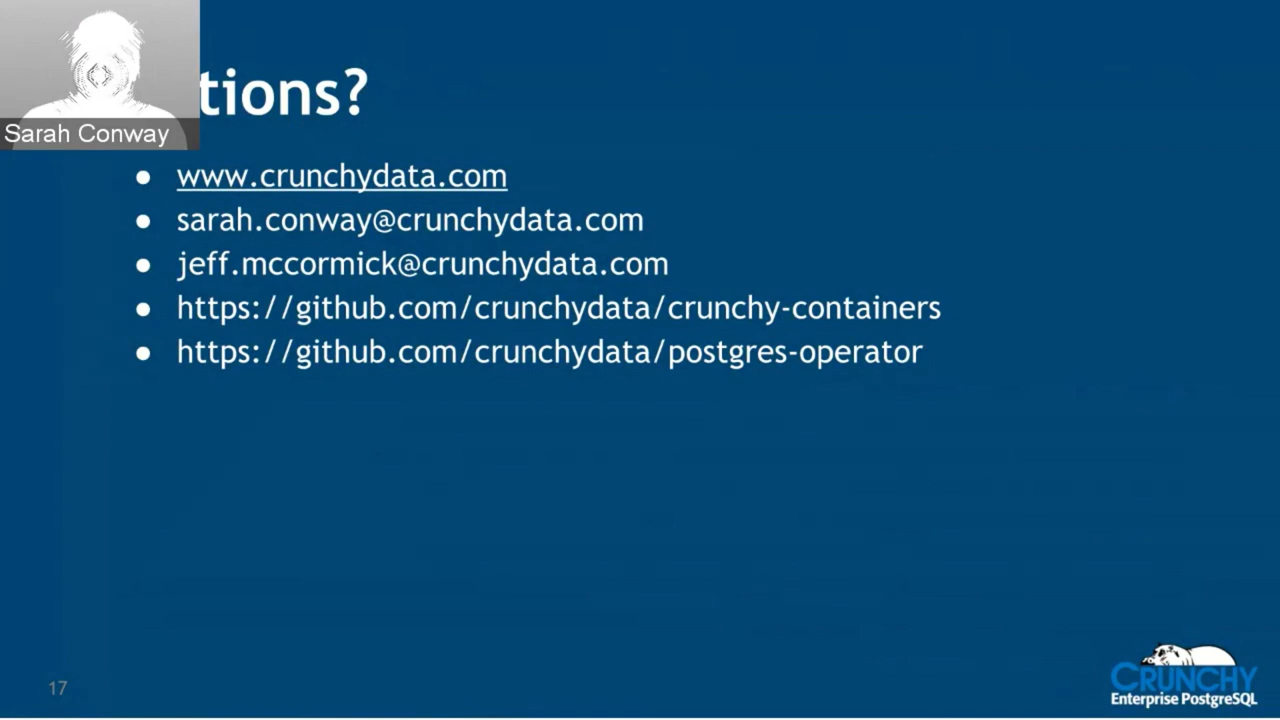 tions?
Sarah Conway
● www.crunchydata.com
● sarah.conway@crunchydata.com
● jeff.mccormick@crunchydata.com
● https://github.com/crunchydata/crunchy-containers
● https://github.com/crunchydata/postgres-operator
17
CRUNCHY
Enterprise PostgreSQL